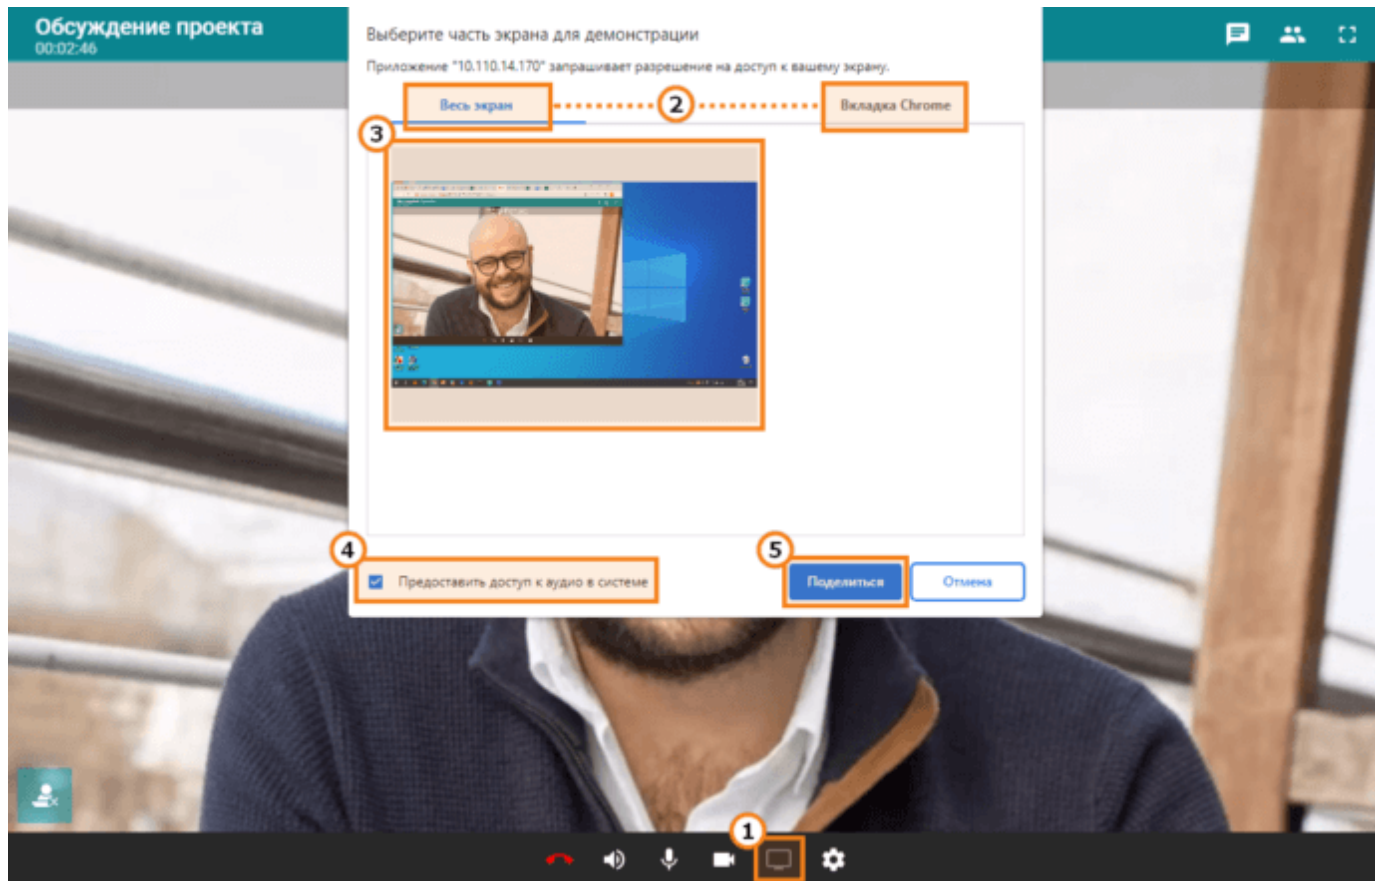 Обсуждение проекта
00:02:46
Выберите часть экрана для демонстрации
Приложение "10.110.14.170" запрашивает разрешение на доступ к вашему экрану.
Весь экран
2
Вкладка Chrome
3
4
Предоставить доступ к аудио в системе
5
Поделиться
Отмена
1